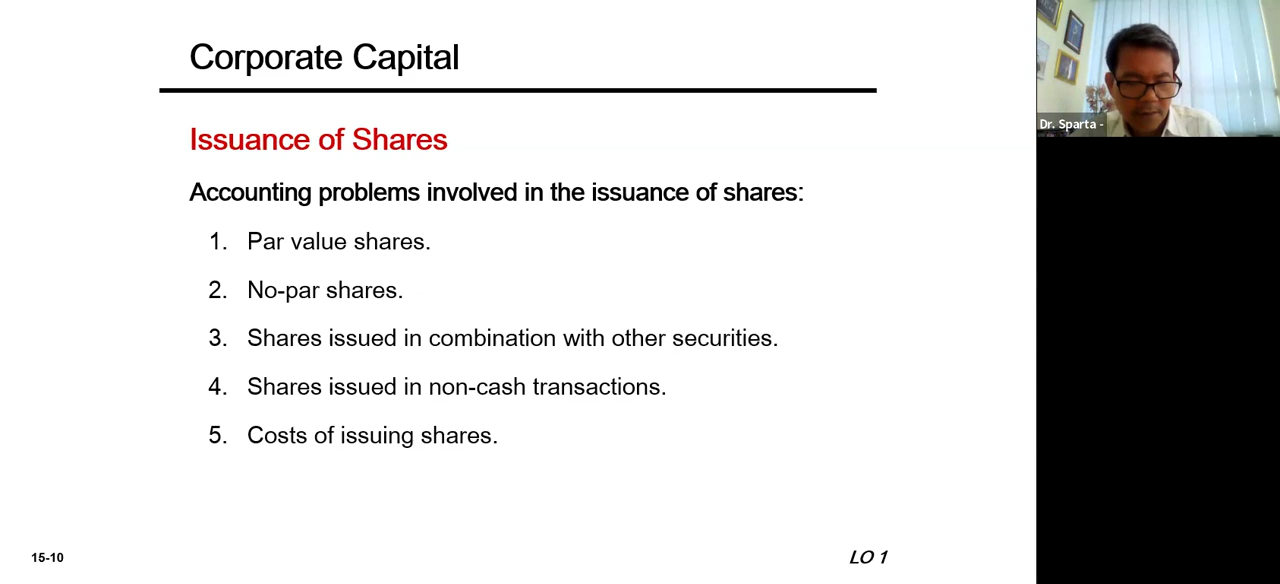 Corporate Capital
Issuance of Shares
Accounting problems involved in the issuance of shares:
1. Par value shares.
2. No-par shares.
3. Shares issued in combination with other securities.
4. Shares issued in non-cash transactions.
5. Costs of issuing shares.
15-10
LO 1
Dr. Sparta -